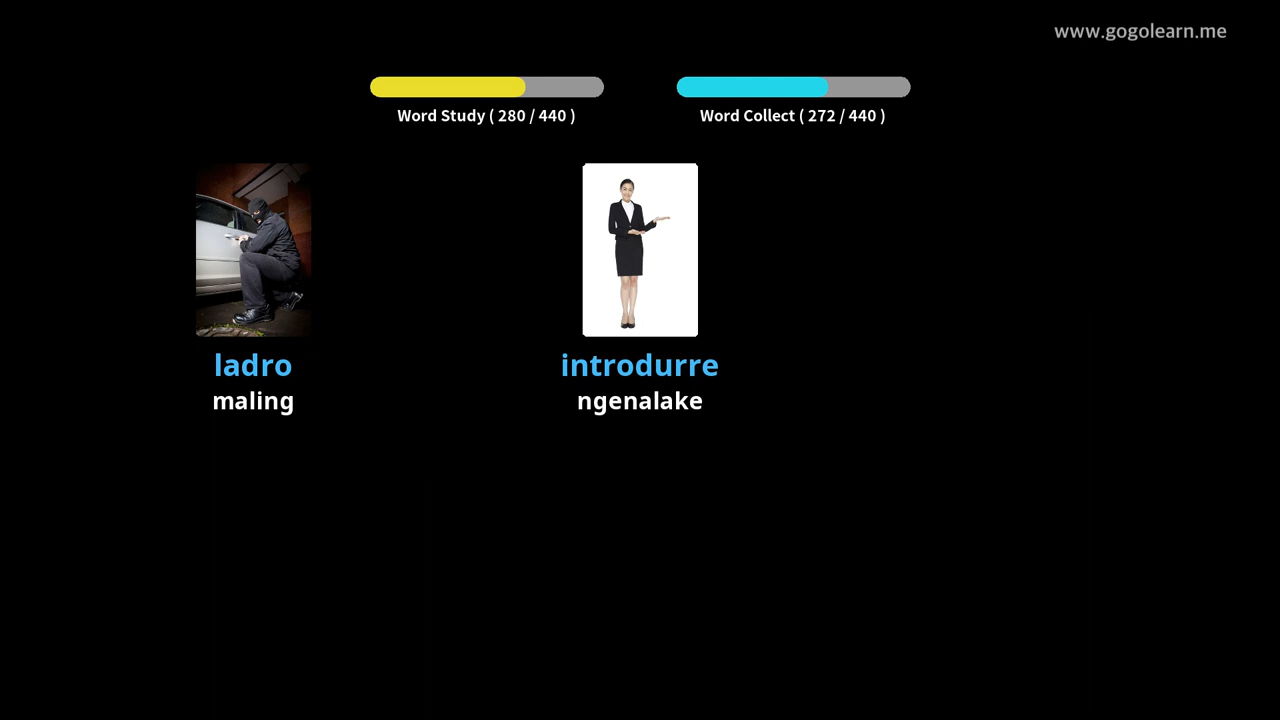 www.gogolearn.me
Word Study ( 280 / 440 )
Word Collect ( 272 / 440 )
ladro
maling
introdurre
ngenalake